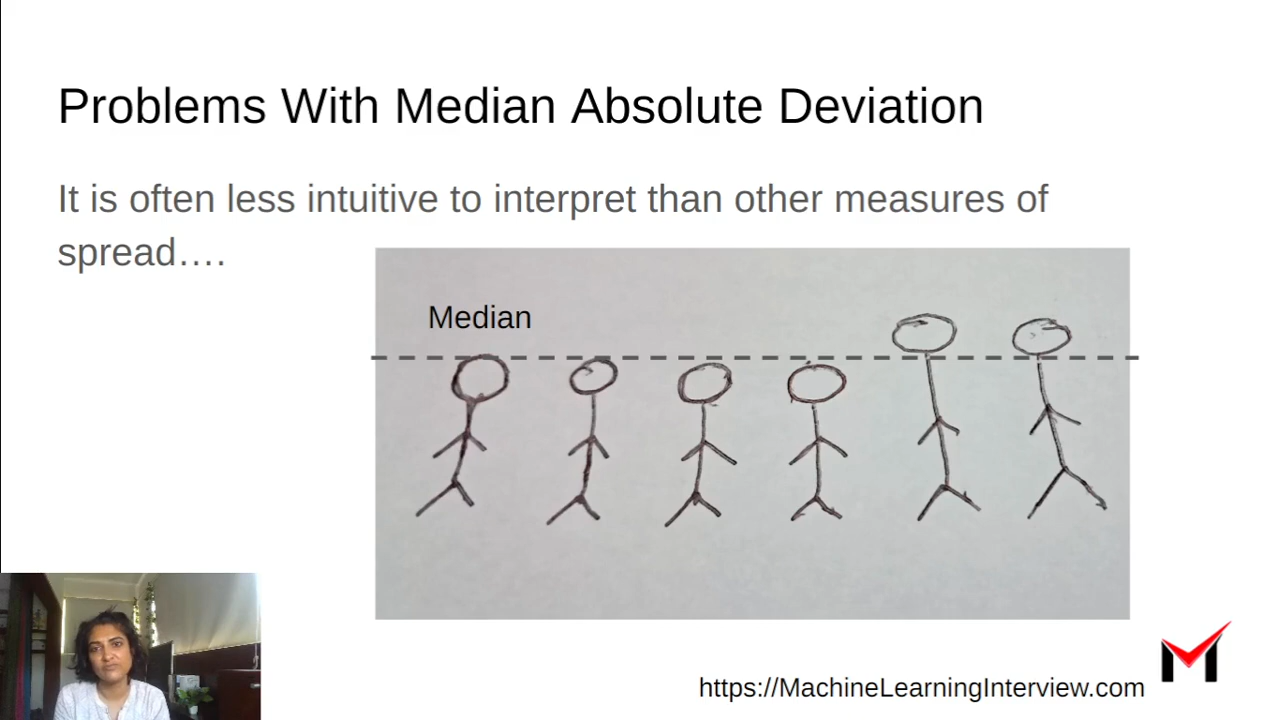 Problems With Median Absolute Deviation
It is often less intuitive to interpret than other measures of
spread....
Median
https://MachineLearningInterview.com